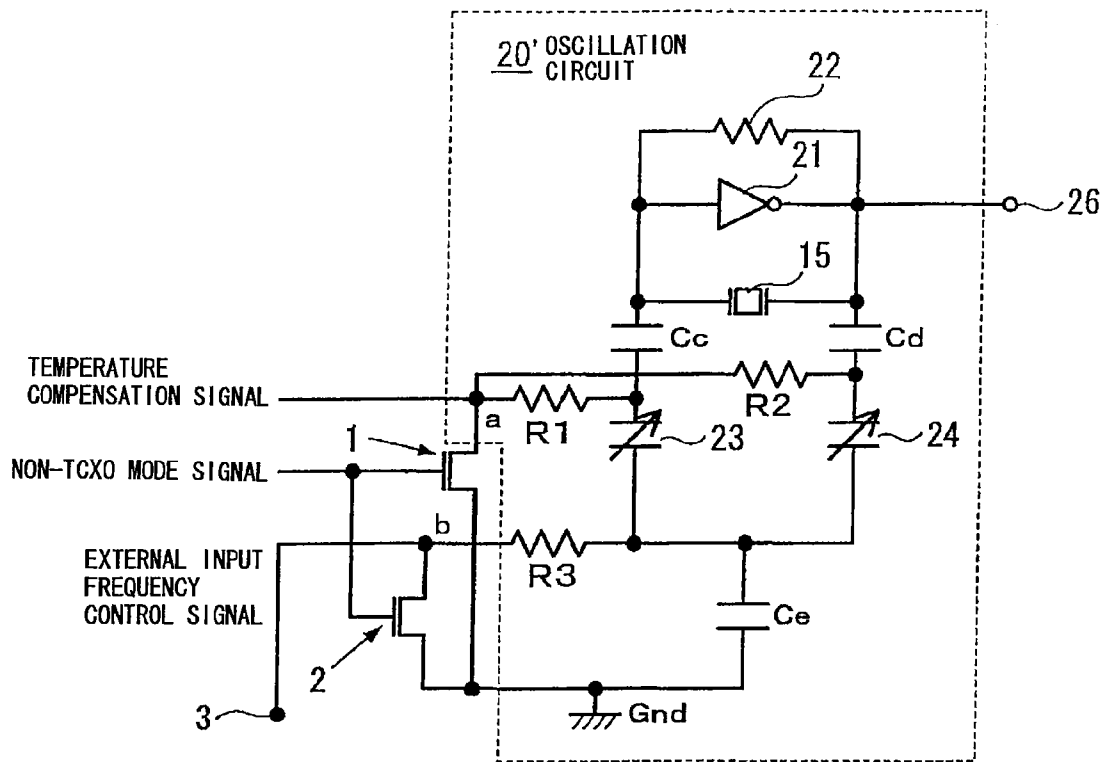 20' OSCILLATION
CIRCUIT
22
21
26
15
Cc
Cd
TEMPERATURE
COMPENSATION SIGNAL
a
R1
R2
1
23
24
NON-TCXO MODE SIGNAL
b
EXTERNAL INPUT
FREQUENCY
CONTROL SIGNAL
R3
Ce
2
3
Gnd